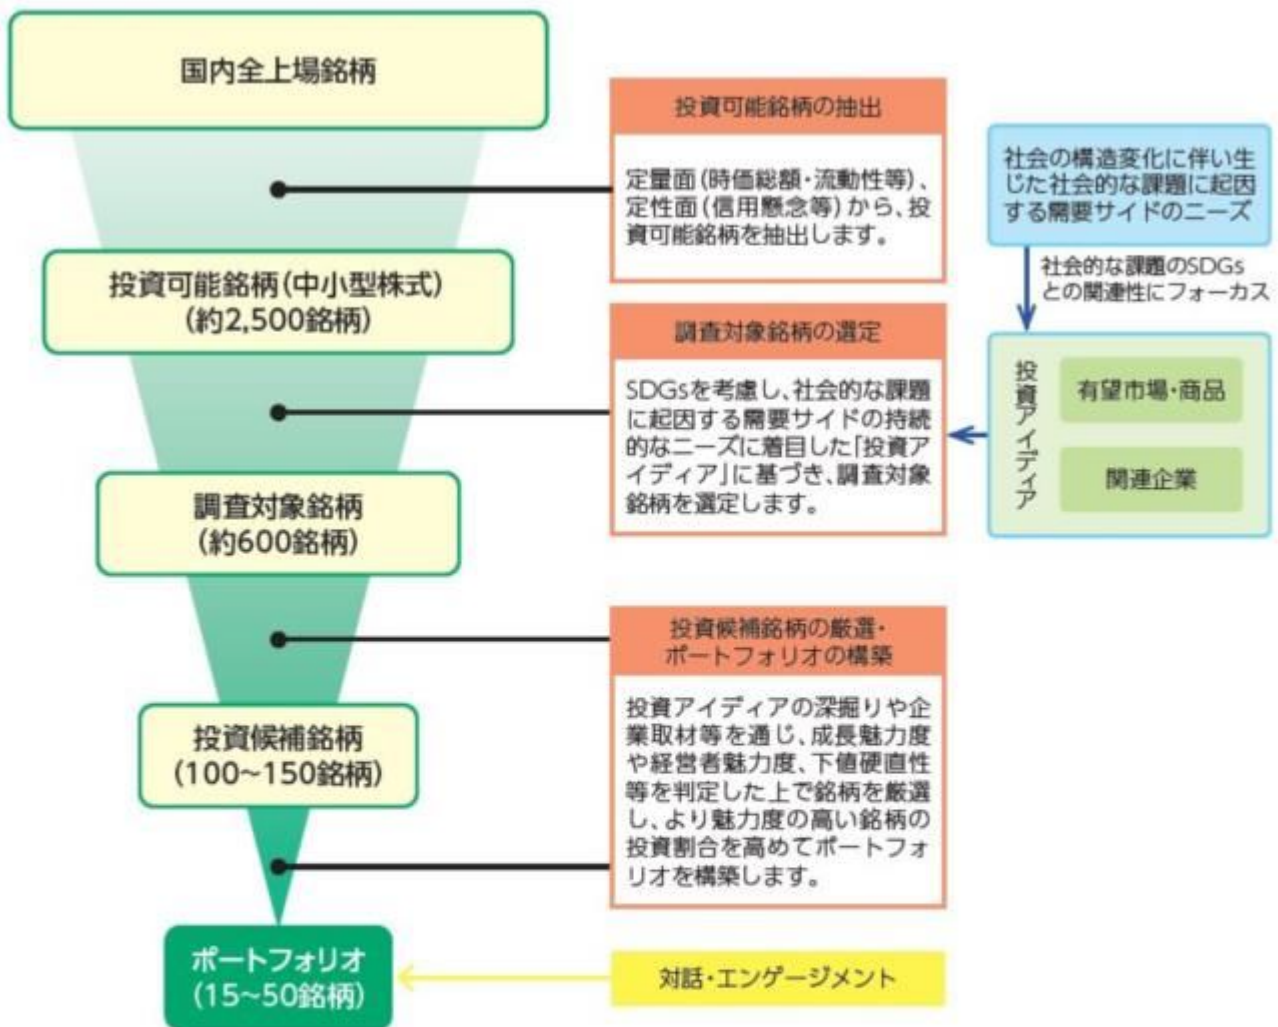 国内全上場銘柄
投資可能銘柄の抽出
定量面(時価総額・流動性等)、
定性面(信用懸念等)から、投
資可能銘柄を抽出します。
社会の構造変化に伴い生
じた社会的な課題に起因
する需要サイドのニーズ
社会的な課題のSDGs
との関連性にフォーカス
投資可能銘柄(中小型株式)
(約2,500銘柄)
調査対象銘柄の選定
SDGsを考慮し、社会的な課題
に起因する需要サイドの持続
的なニーズに着目した「投資ア
イディア」に基づき、調査対象
銘柄を選定します。
投資アイディア
有望市場・商品
関連企業
調査対象銘柄
(約600銘柄)
投資候補銘柄の厳選・
ポートフォリオの構築
投資アイディアの深掘りや企
業取材等を通じ、成長魅力度
や経営者魅力度、下値硬直性
等を判定した上で銘柄を厳選
し、より魅力度の高い銘柄の
投資割合を高めてポートフォ
リオを構築します。
投資候補銘柄
(100~150銘柄)
ポートフォリオ
(15~50銘柄)
対話・エンゲージメント